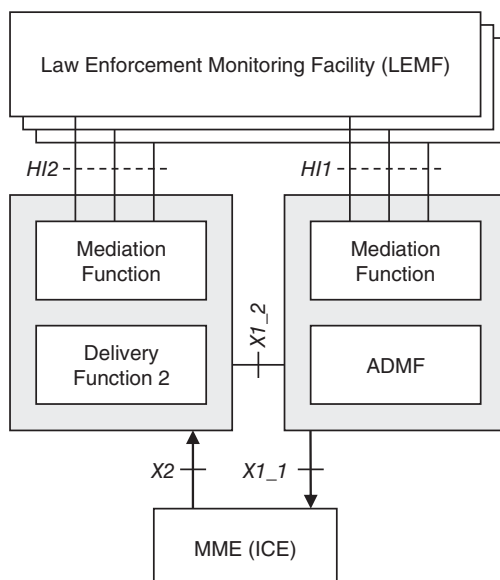 Law Enforcement Monitoring Facility (LEMF)
HI2
HI1
Mediation
Function
Mediation
Function
X1_2
Delivery
Function 2
ADMF
X2
X1_1
MME (ICE)